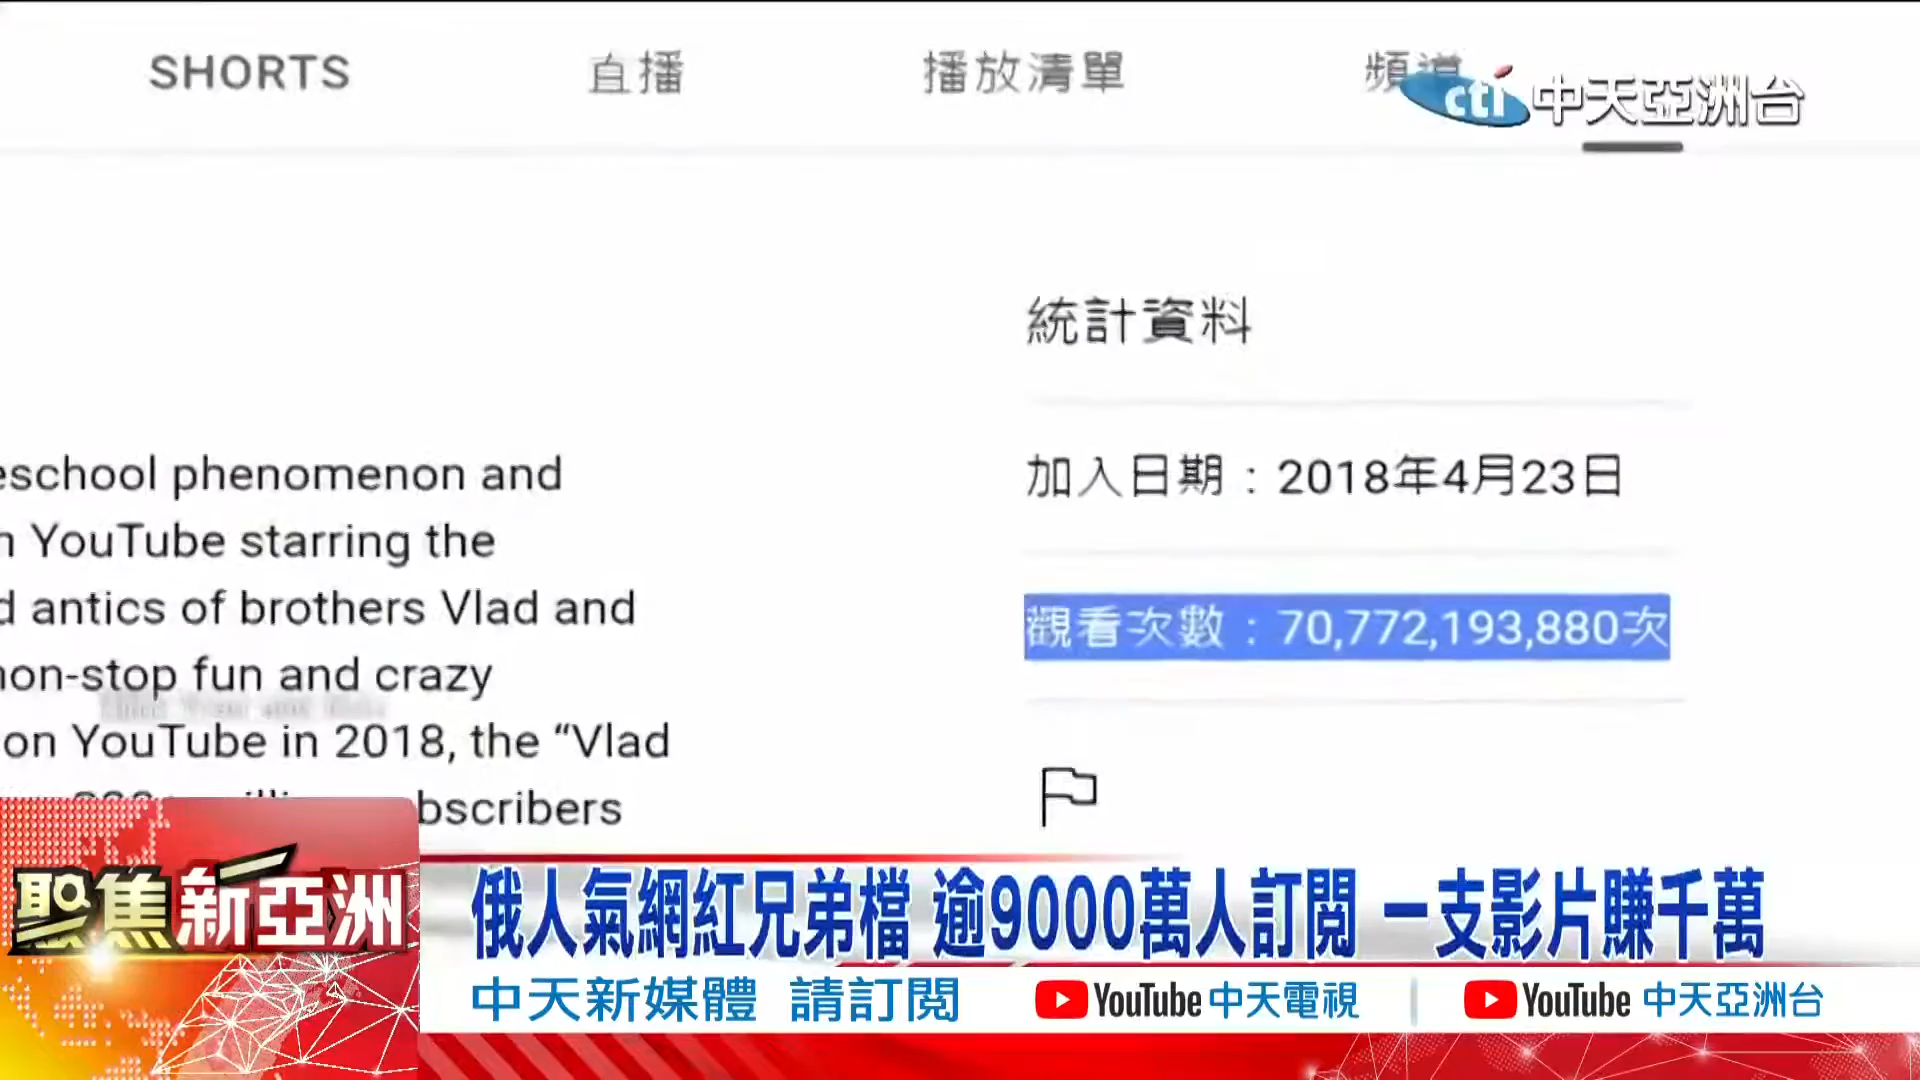 SHORTS 直播 播放清單 頻道
cti 中天亞洲台
統計資料
eschool phenomenon and
加入日期：2018年4月23日
n YouTube starring the
d antics of brothers Vlad and
觀看次數：70,772,193,880次
non-stop fun and crazy
on YouTube in 2018, the “Vlad
bscribers
聚焦新亞洲
俄人氣網紅兄弟檔 逾9000萬人訂閱 一支影片賺千萬
中天新媒體 請訂閱 YouTube 中天電視 | YouTube 中天亞洲台